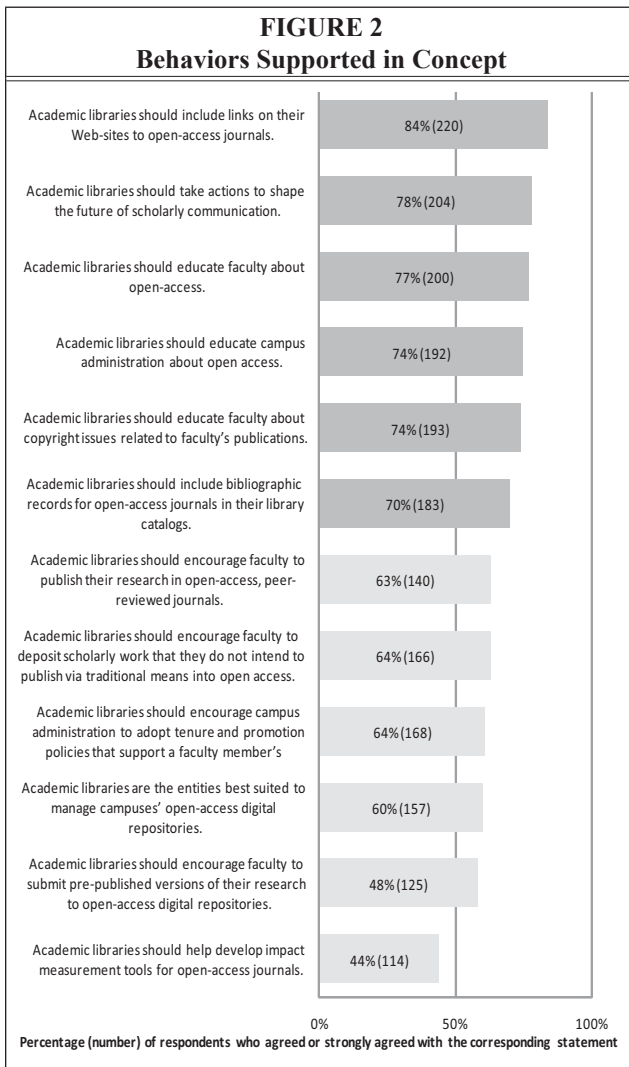 FIGURE 2
Behaviors Supported in Concept
Academic libraries should include links on their
Web-sites to open-access journals.
84% (220)
Academic libraries should take actions to shape
the future of scholarly communication.
78% (204)
Academic libraries should educate faculty about
open-access.
77% (200)
Academic libraries should educate campus
administration about open access.
74% (192)
Academic libraries should educate faculty about
copyright issues related to faculty's publications.
74% (193)
Academic libraries should include bibliographic
records for open-access journals in their library
catalogs.
70% (183)
Academic libraries should encourage faculty to
publish their research in open-access, peer-
reviewed journals.
63% (140)
Academic libraries should encourage faculty to
deposit scholarly work that they do not intend to
publish via traditional means into open access.
64% (166)
Academic libraries should encourage campus
administration to adopt tenure and promotion
policies that support a faculty member's
64% (168)
Academic libraries are the entities best suited to
manage campuses' open-access digital
repositories.
60% (157)
Academic libraries should encourage faculty to
submit pre-published versions of their research
to open-access digital repositories.
48% (125)
Academic libraries should help develop impact
measurement tools for open-access journals.
44% (114)
0% 50% 100%
Percentage (number) of respondents who agreed or strongly agreed with the corresponding statement